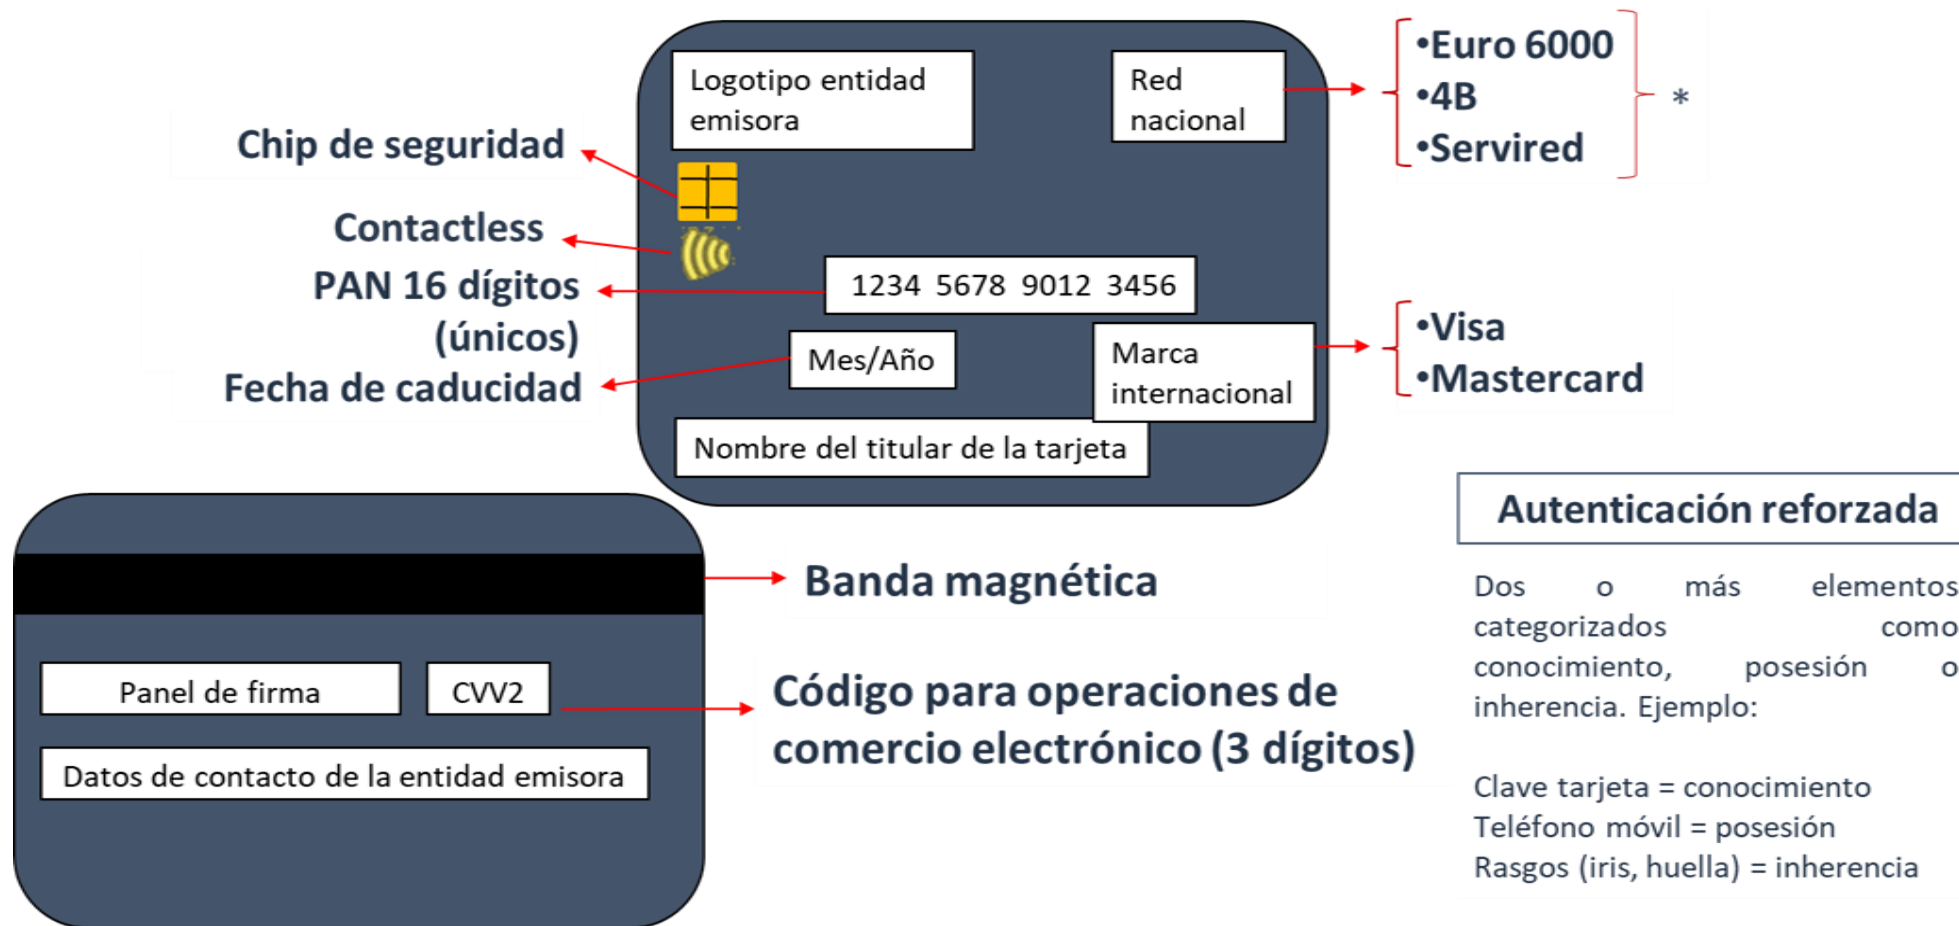 Logotipo entidad
emisora
Red
nacional
•Euro 6000
•4B
•Servired
*
Chip de seguridad
Contactless
PAN 16 dígitos
(únicos)
Fecha de caducidad
1234 5678 9012 3456
Mes/Año
Marca
internacional
•Visa
•Mastercard
Nombre del titular de la tarjeta
Banda magnética
Panel de firma
CVV2
Código para operaciones de
comercio electrónico (3 dígitos)
Datos de contacto de la entidad emisora
Autenticación reforzada
Dos o más elementos
categorizados como
conocimiento, posesión o
inherencia. Ejemplo:
Clave tarjeta = conocimiento
Teléfono móvil = posesión
Rasgos (iris, huella) = inherencia